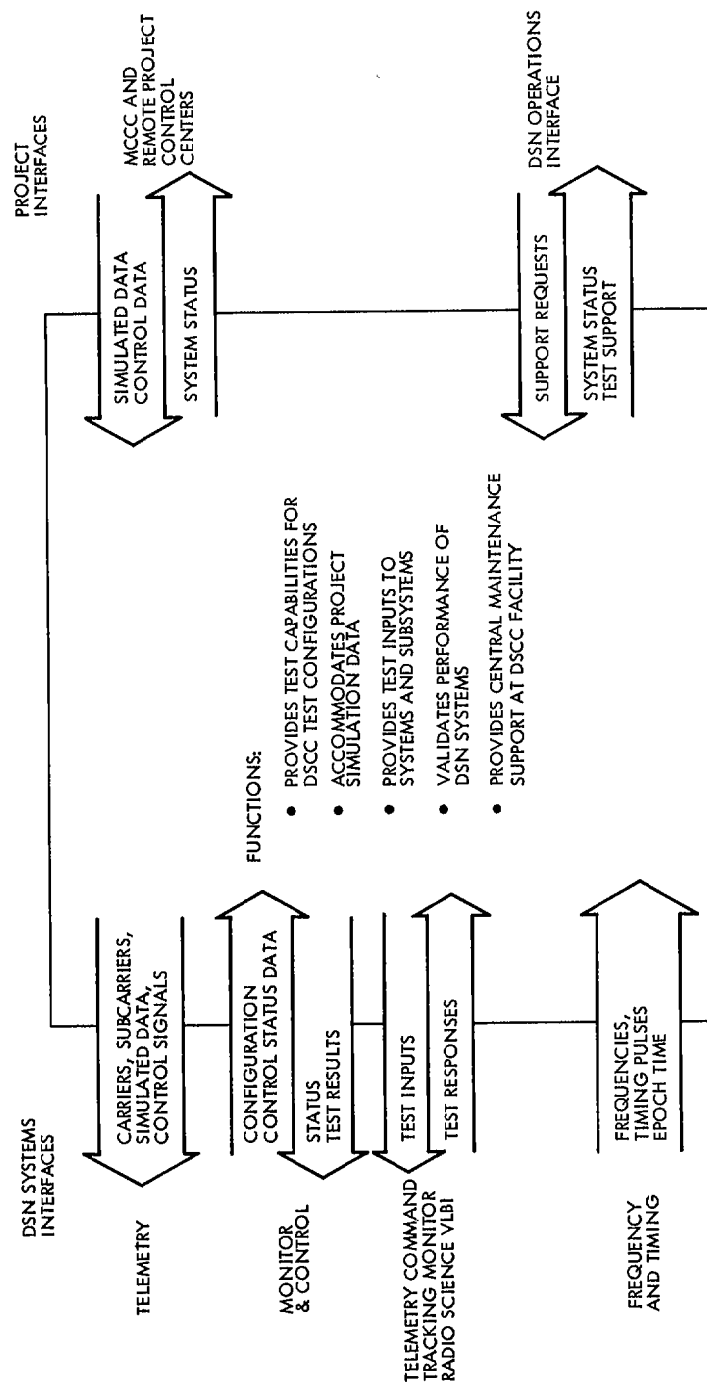 DSN SYSTEMS
INTERFACES
PROJECT
INTERFACES
TELEMETRY
CARRIERS, SUBCARRIERS,
SIMULATED DATA,
CONTROL SIGNALS
SIMULATED DATA
CONTROL DATA
SYSTEM STATUS
MCCC AND
REMOTE PROJECT
CONTROL
CENTERS
MONITOR
& CONTROL
CONFIGURATION
CONTROL STATUS DATA
STATUS
TEST RESULTS
FUNCTIONS:
• PROVIDES TEST CAPABILITIES FOR
DSCC TEST CONFIGURATIONS
• ACCOMMODATES PROJECT
SIMULATION DATA
• PROVIDES TEST INPUTS TO
SYSTEMS AND SUBSYSTEMS
• VALIDATES PERFORMANCE OF
DSN SYSTEMS
• PROVIDES CENTRAL MAINTENANCE
SUPPORT AT DSCC FACILITY
TELEMETRY COMMAND
TRACKING MONITOR
RADIO SCIENCE VLBI
TEST INPUTS
TEST RESPONSES
FREQUENCY
AND TIMING
FREQUENCIES,
TIMING PULSES
EPOCH TIME
SUPPORT REQUESTS
SYSTEM STATUS
TEST SUPPORT
DSN OPERATIONS
INTERFACE